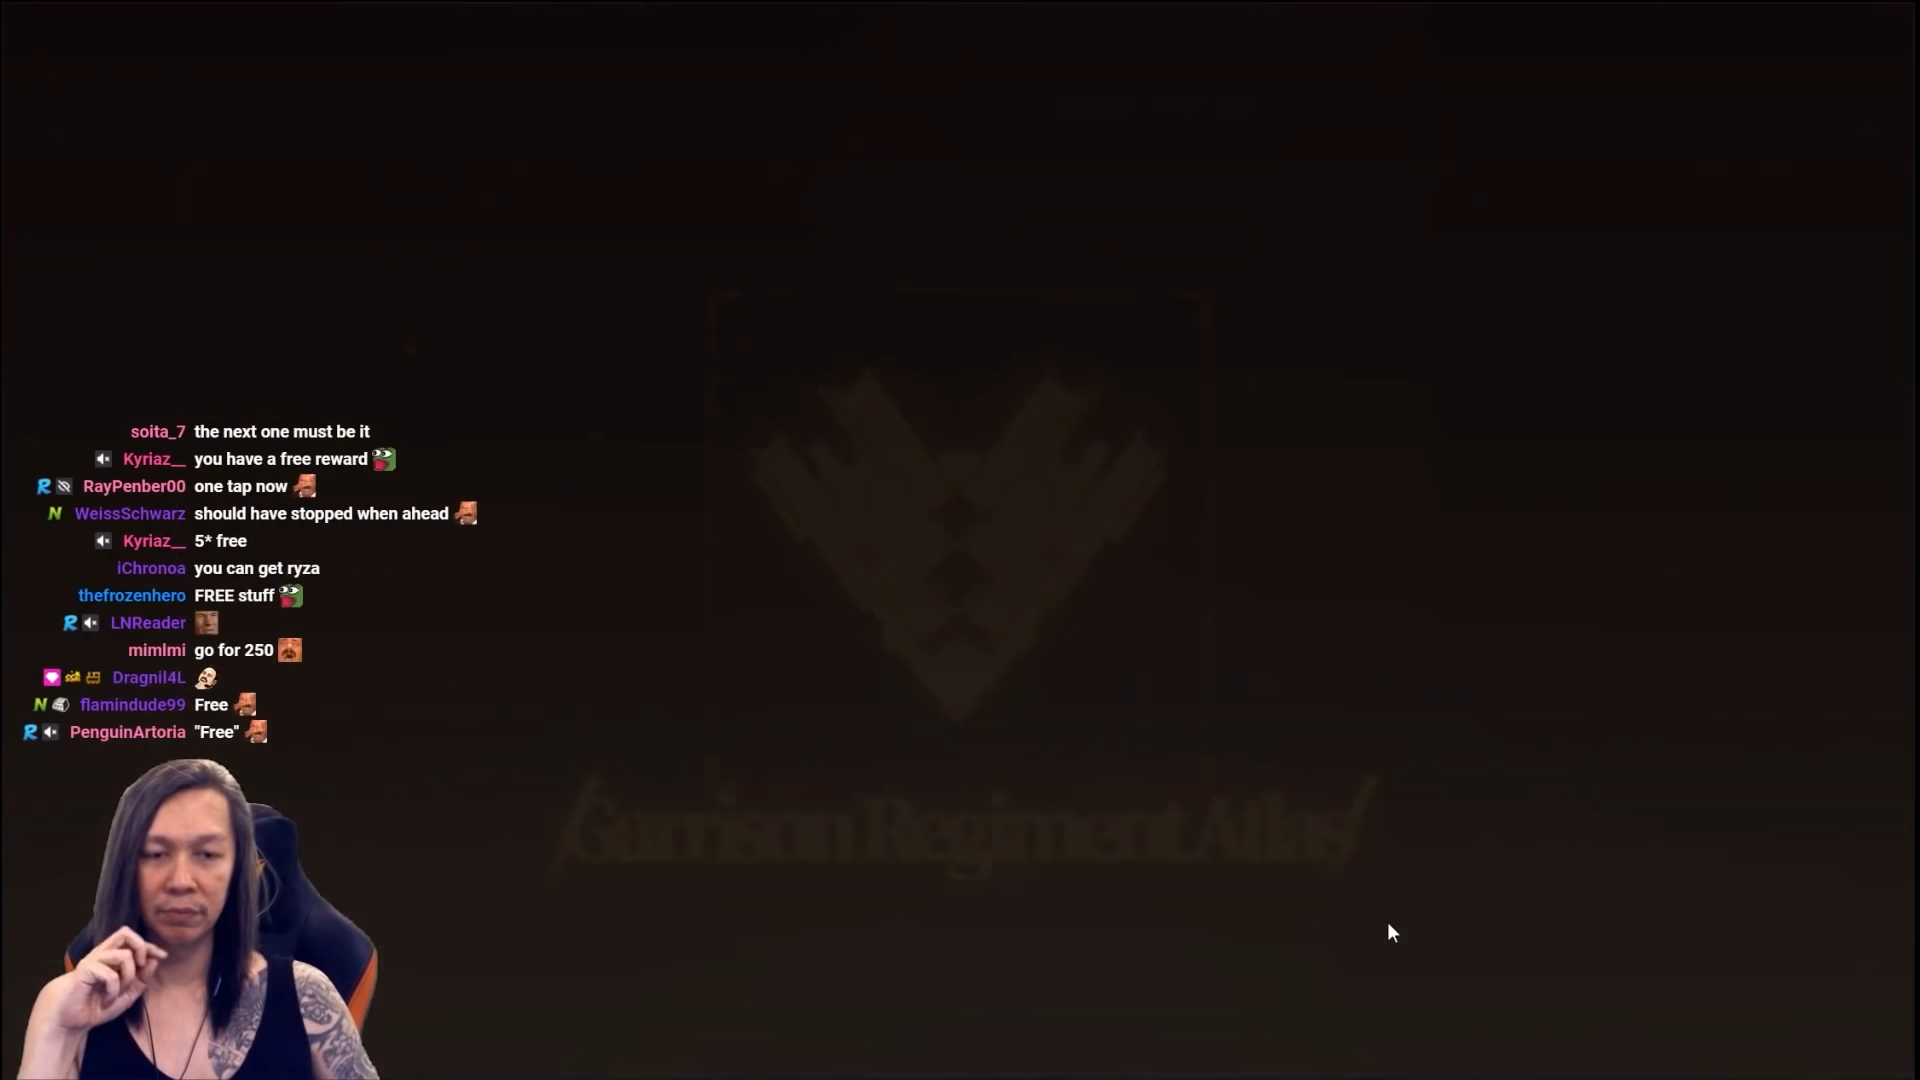 soita_7 the next one must be it
Kyriaz__ you have a free reward
R RayPenber00 one tap now
N WeissSchwarz should have stopped when ahead
Kyriaz__ 5* free
iChronoa you can get ryza
thefrozenhero FREE stuff
R LNReader
mimlmi go for 250
Dragnil4L
N flamindude99 Free
R PenguinArtoria "Free"
/Garrison Regiment Atlas/